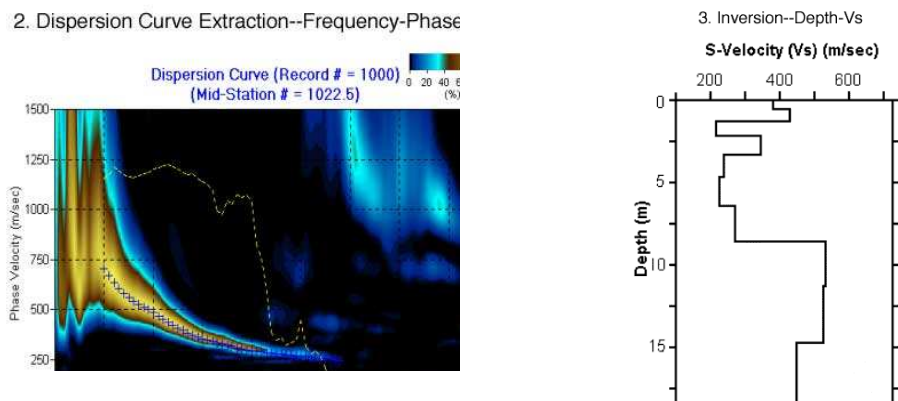 2. Dispersion Curve Extraction--Frequency-Phase
Dispersion Curve (Record # = 1000)
(Mid-Station # = 1022.5)
0 20 40 6
(%)
Phase Velocity (m/sec)
1500
1250
1000
750
500
250
3. Inversion--Depth-Vs
S-Velocity (Vs) (m/sec)
200 400 600
Depth (m)
0
5
10
15